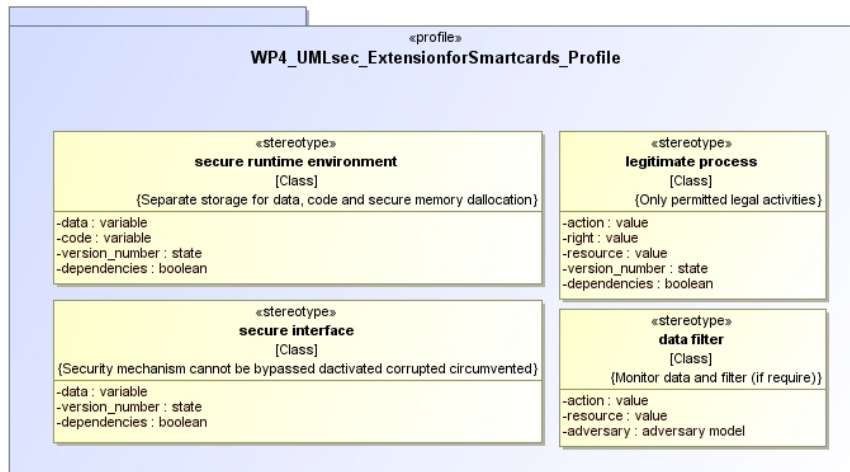 «profile»
WP4_UMLsec_ExtensionforSmartcards_Profile
«stereotype»
secure runtime environment
[Class]
{Separate storage for data, code and secure memory dallocation}
-data : variable
-code : variable
-version_number : state
-dependencies : boolean
«stereotype»
legitimate process
[Class]
{Only permitted legal activities}
-action : value
-right : value
-resource : value
-version_number : state
-dependencies : boolean
«stereotype»
secure interface
[Class]
{Security mechanism cannot be bypassed dactivated corrupted circumvented}
-data : variable
-version_number : state
-dependencies : boolean
«stereotype»
data filter
[Class]
{Monitor data and filter (if require)}
-action : value
-resource : value
-adversary : adversary model